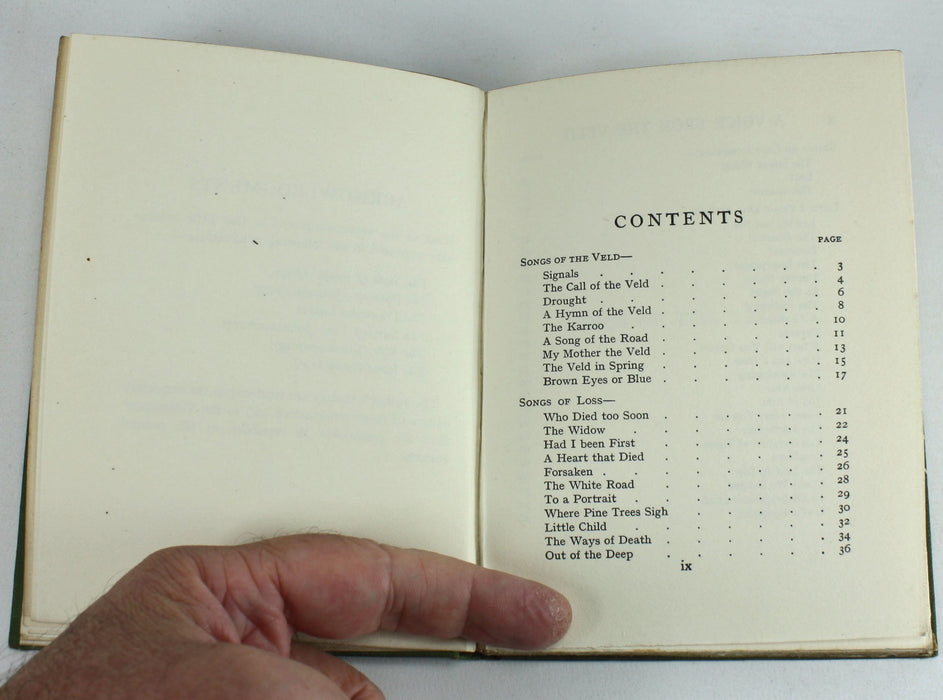 CONTENTS
PAGE
SONGS OF THE VELD—
Signals . . . . . . . 3
The Call of the Veld . . . . . . 4
Drought . . . . . . . 6
A Hymn of the Veld . . . . . . 8
The Karroo . . . . . . 10
A Song of the Road . . . . . . 11
My Mother the Veld . . . . . . 13
The Veld in Spring . . . . . . 15
Brown Eyes or Blue . . . . . . 17
SONGS OF LOSS—
Who Died too Soon . . . . . . 21
The Widow . . . . . . . 22
Had I been First . . . . . . 24
A Heart that Died . . . . . . 25
Forsaken . . . . . . . 26
The White Road . . . . . . 28
To a Portrait . . . . . . . 29
Where Pine Trees Sigh . . . . . 30
Little Child . . . . . . . 32
The Ways of Death . . . . . . 34
Out of the Deep . . . . . . 36
ix